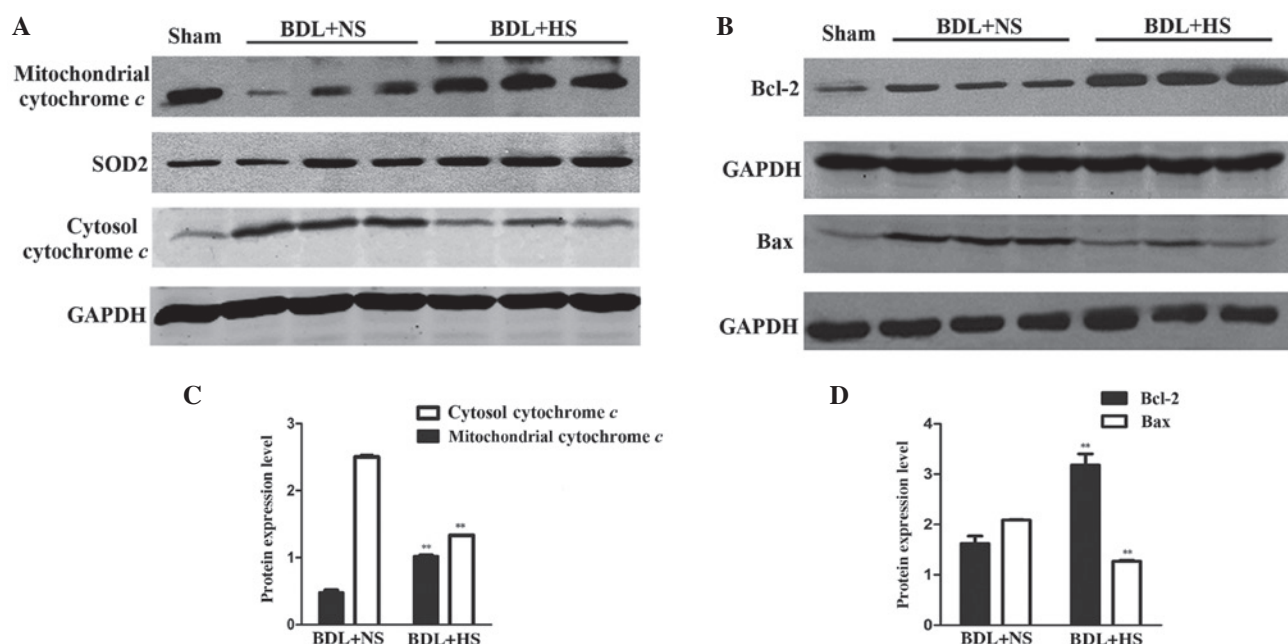 A
Sham BDL+NS BDL+HS
Mitochondrial
cytochrome c
SOD2
Cytosol
cytochrome c
GAPDH
B
Sham BDL+NS BDL+HS
Bcl-2
GAPDH
Bax
GAPDH
C
Cytosol cytochrome c
Mitochondrial cytochrome c
Protein expression level
3
2
1
0
** **
BDL+NS BDL+HS
D
Bcl-2
Bax
Protein expression level
4
3
2
1
0
**
**
BDL+NS BDL+HS